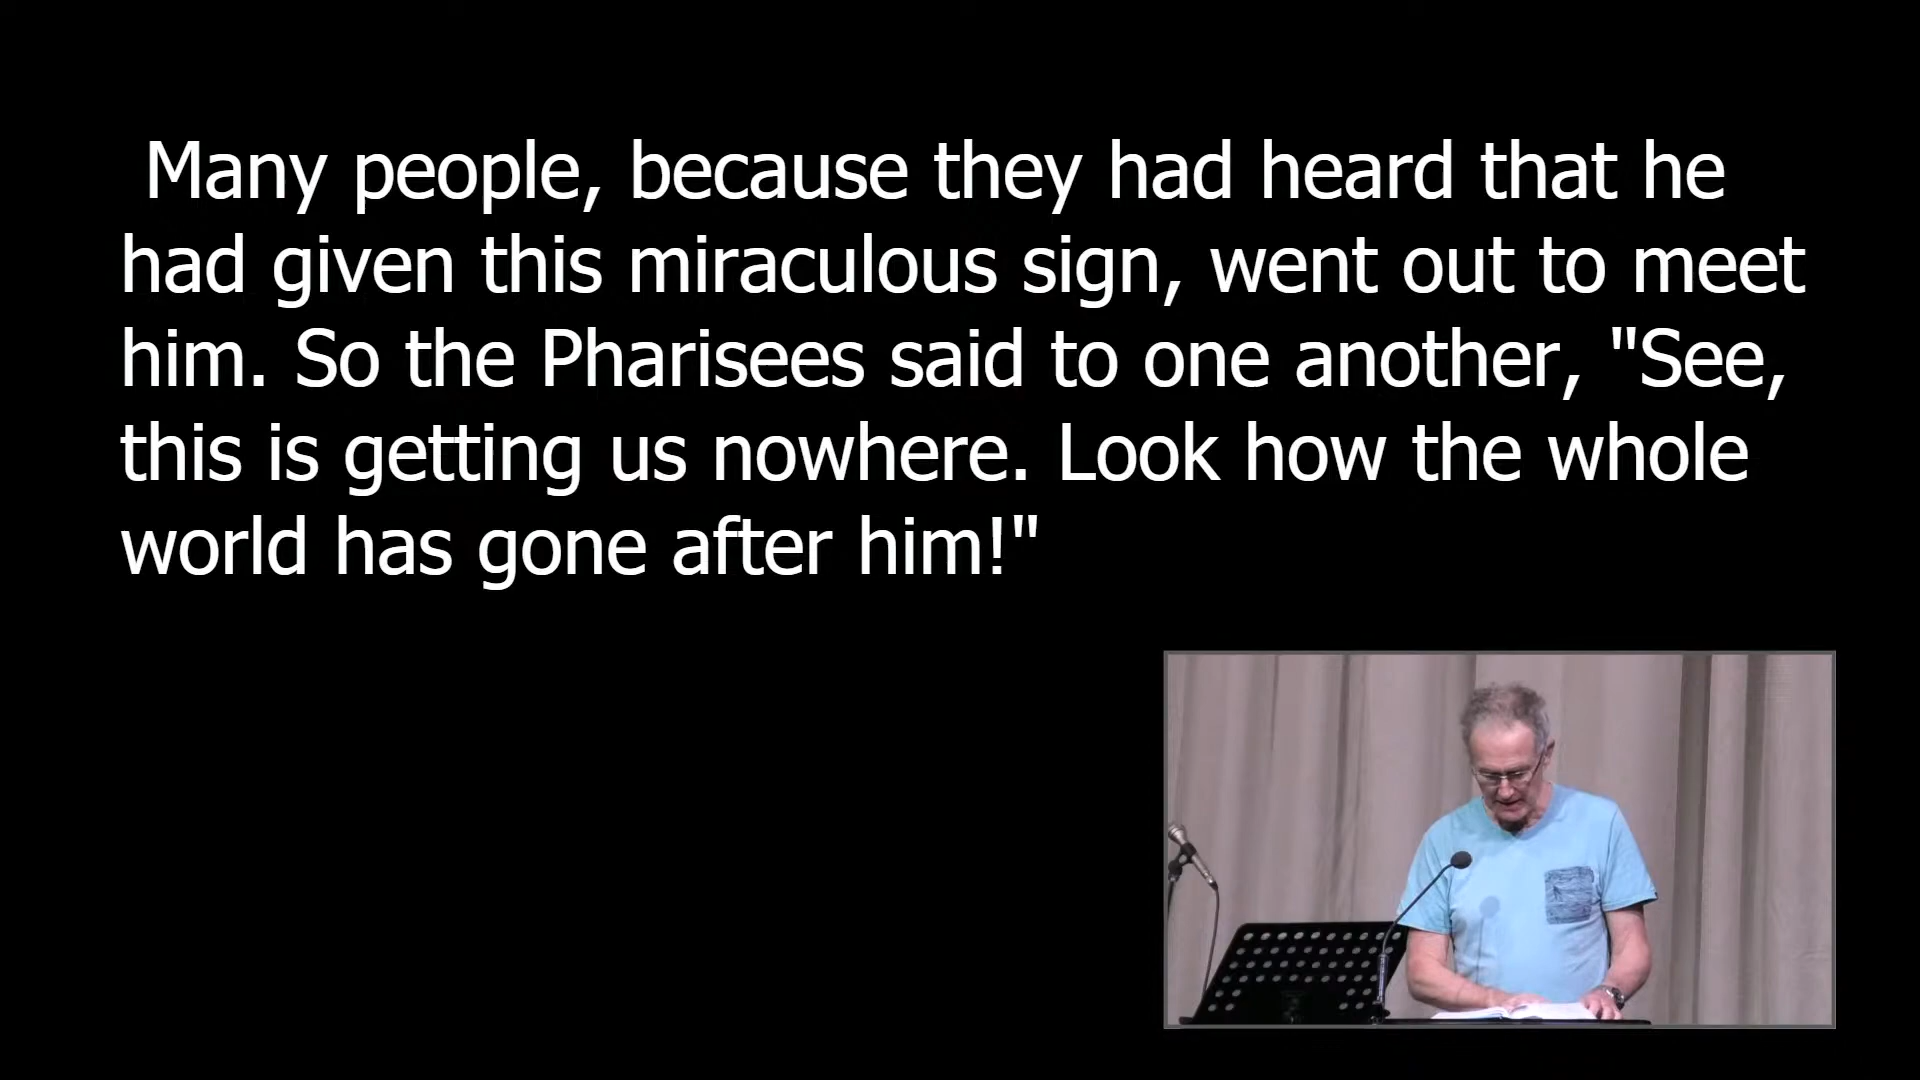 Many people, because they had heard that he
had given this miraculous sign, went out to meet
him. So the Pharisees said to one another, "See,
this is getting us nowhere. Look how the whole
world has gone after him!"